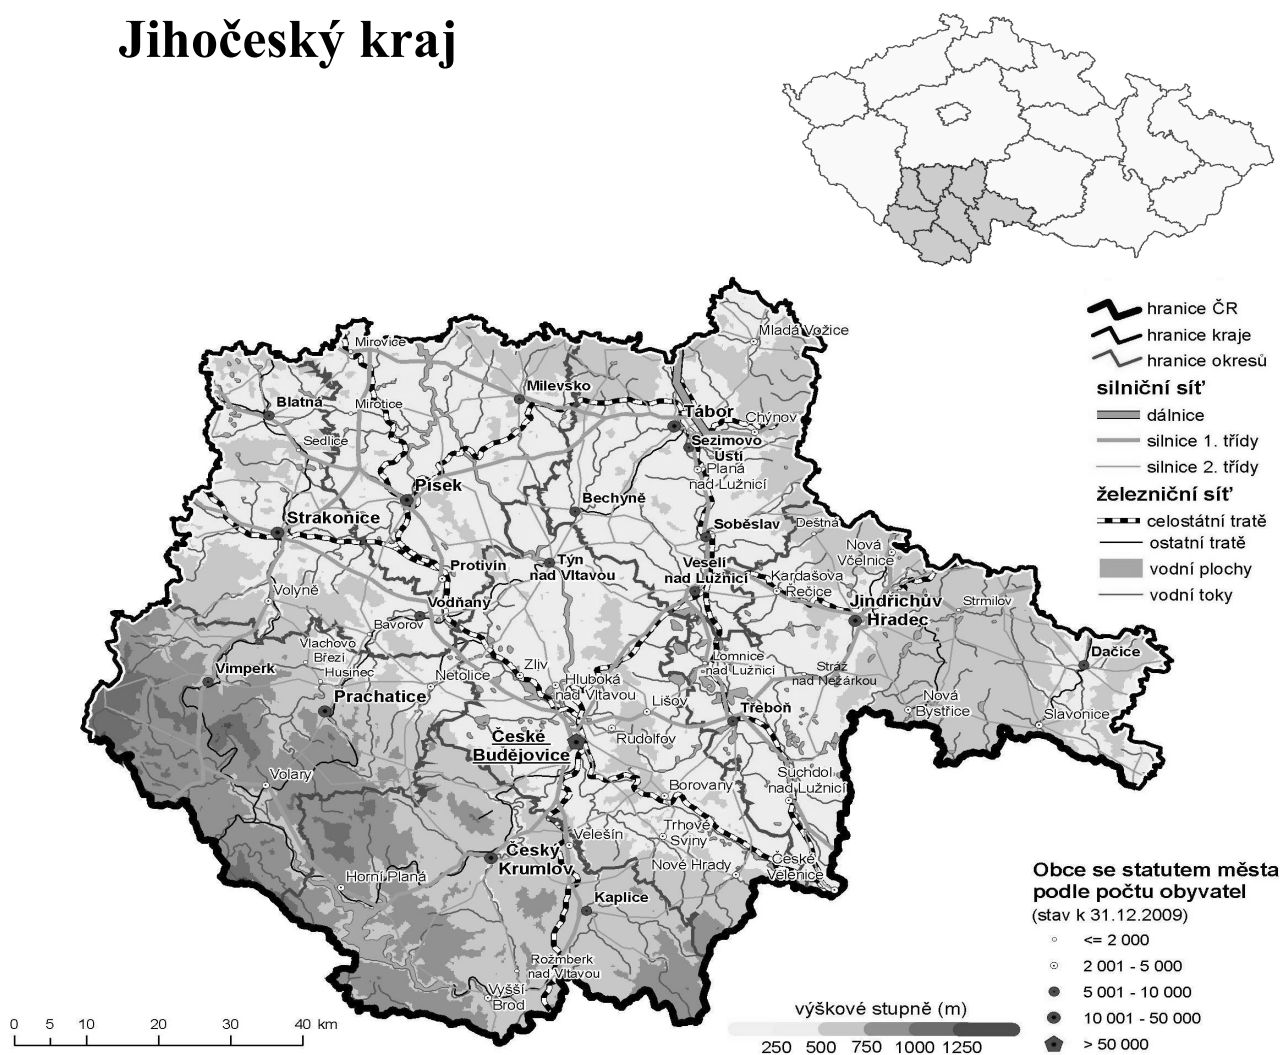 Jihočeský kraj
hranice ČR
hranice kraje
hranice okresů
silniční síť
dálnice
silnice 1. třídy
silnice 2. třídy
železniční síť
celostátní tratě
ostatní tratě
vodní plochy
vodní toky
Mladá Vožice
Mirovice
Milevsko
Blatná
Mirotice
Tábor
Chýnov
Sedlice
Sezimovo
Ústí
Planá
nad Lužnicí
Písek
Bechyně
Strakonice
Soběslav
Deštná
Nová
Včelnice
Protivín
Týn
nad Vltavou
Veselí
nad Lužnicí
Kardašova
Řečice
Volyně
Vodňany
Jindřichův
Hradec
Strmilov
Bavorov
Vlachovo
Březí
Husinec
Vimperk
Netolice
Zliv
Hluboká
nad Vltavou
Lomnice
nad Lužnicí
Stráž
nad Nežárkou
Dačice
Prachatice
Lišov
Třeboň
Nová
Bystřice
Slavonice
České
Budějovice
Rudolfov
Volary
Borovany
Suchdol
nad Lužnicí
Velešín
Trhové
Sviny
Český
Krumlov
Nové Hrady
České
Velenice
Horní Planá
Kaplice
Rožmberk
nad Vltavou
Vyšší
Brod
Obce se statutem města
podle počtu obyvatel
(stav k 31.12.2009)
<= 2 000
2 001 - 5 000
5 001 - 10 000
10 001 - 50 000
> 50 000
výškové stupně (m)
250 500 750 1000 1250
0 5 10 20 30 40 km